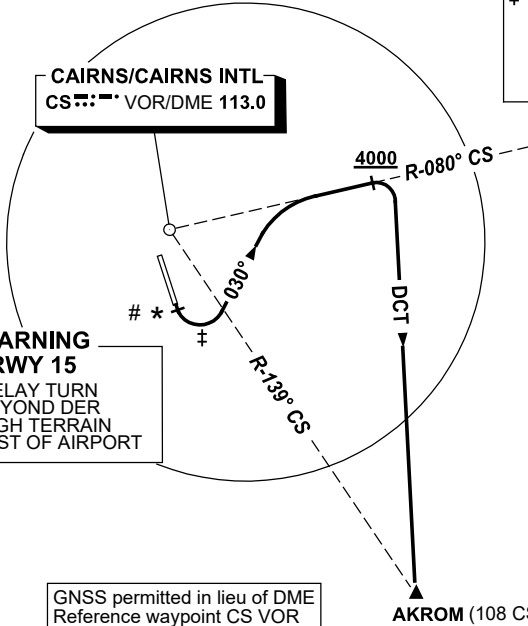 ‡
CAIRNS/CAIRNS INTL
CS VOR/DME 113.0
4000
R-080° CS
030°
DCT
# *
‡
ARNING
RWY 15
ELAY TURN
YOND DER
GH TERRAIN
ST OF AIRPORT
R-139° CS
GNSS permitted in lieu of DME
Reference waypoint CS VOR
AKROM (108 CS